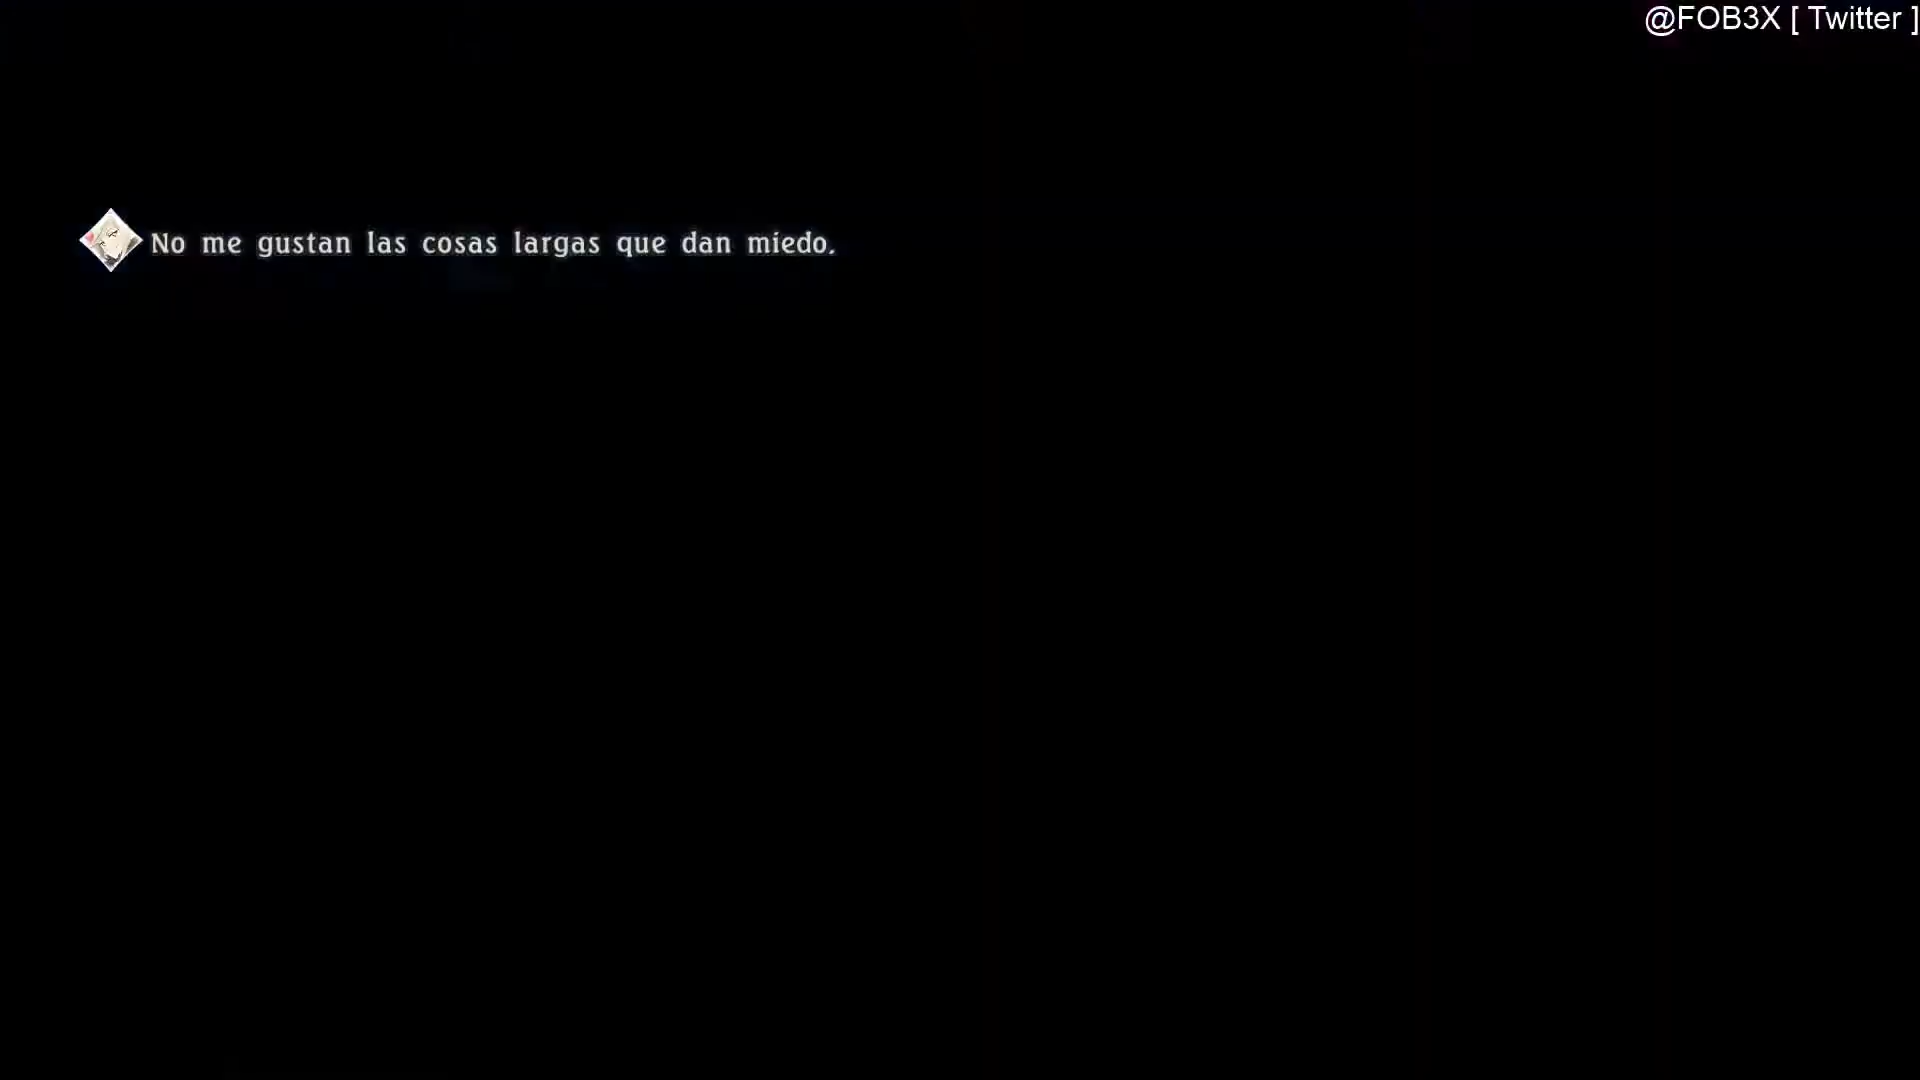 @FOB3X [ Twitter ]
No me gustan las cosas largas que dan miedo.